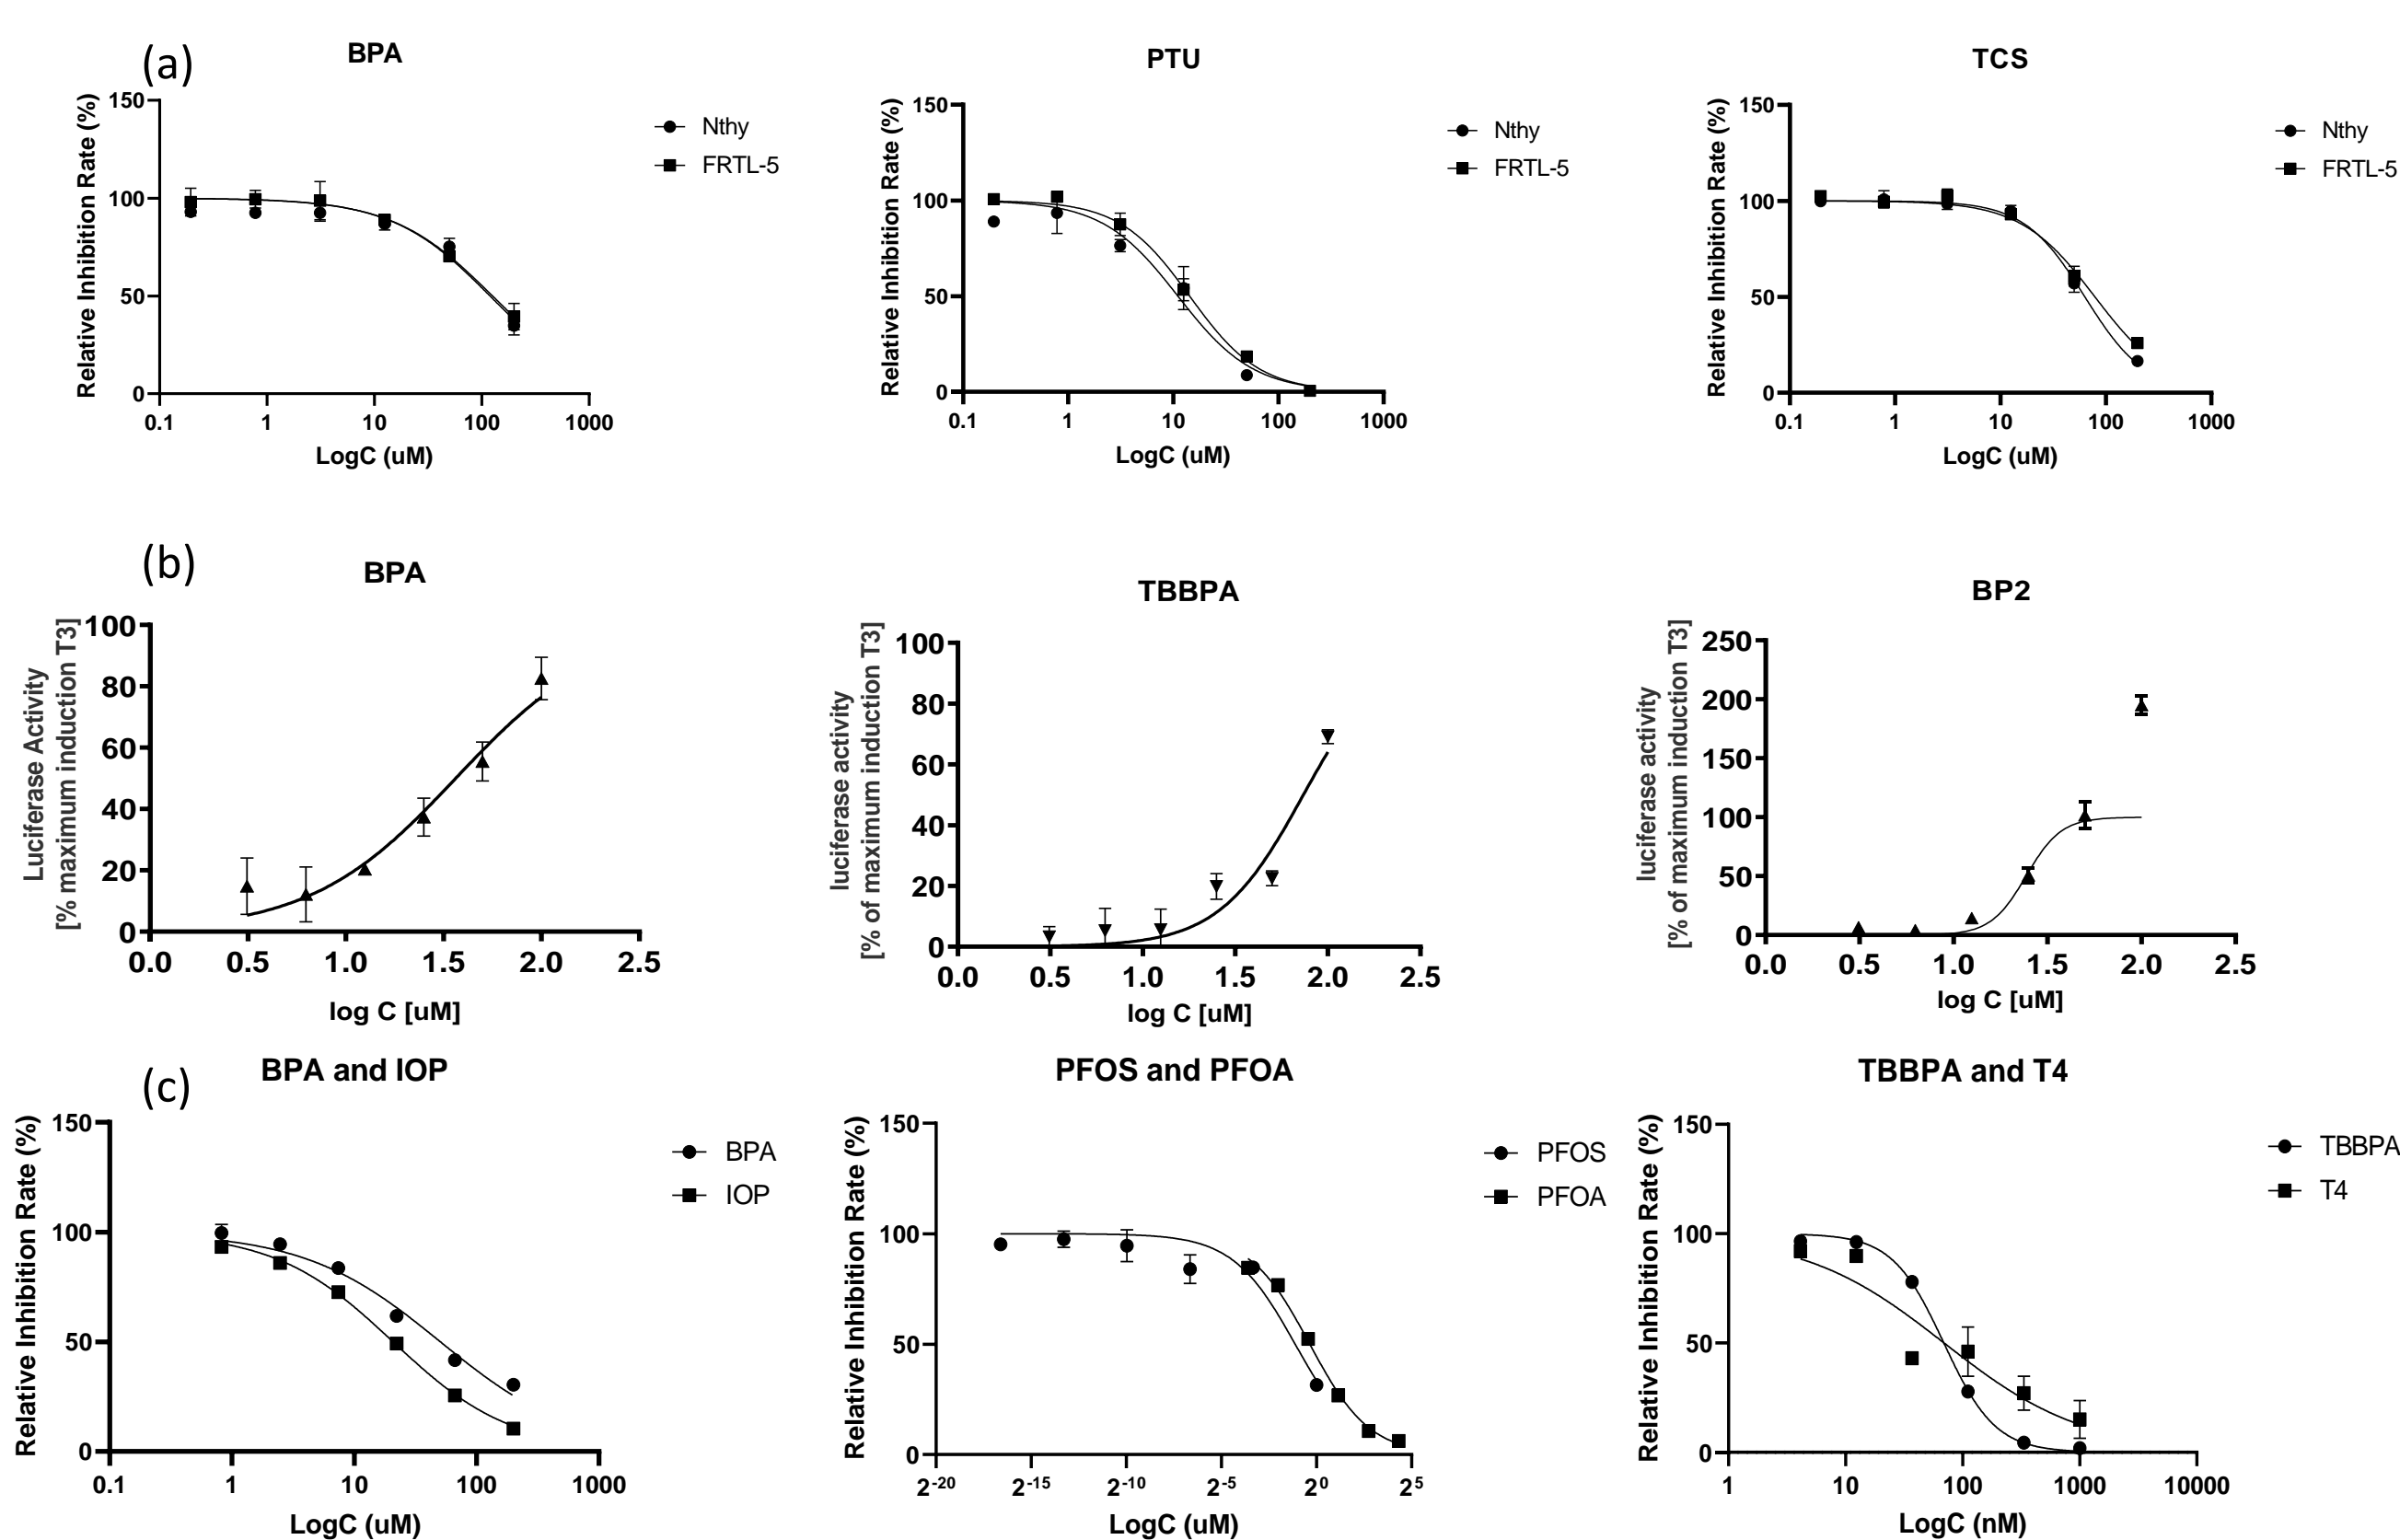 (a)
BPA
Relative Inhibition Rate (%)
150
100
50
0
0.1 1 10 100 1000
LogC (uM)
Nthy
FRTL-5
PTU
Relative Inhibition Rate (%)
150
100
50
0
0.1 1 10 100 1000
LogC (uM)
Nthy
FRTL-5
TCS
Relative Inhibition Rate (%)
150
100
50
0
0.1 1 10 100 1000
LogC (uM)
Nthy
FRTL-5
(b)
BPA
Luciferase Activity
[% maximum induction T3]
100
80
60
40
20
0
0.0 0.5 1.0 1.5 2.0 2.5
log C [uM]
TBBPA
luciferase activity
[% of maximum induction T3]
100
80
60
40
20
0
0.0 0.5 1.0 1.5 2.0 2.5
log C [uM]
BP2
luciferase activity
[% of maximum induction T3]
250
200
150
100
50
0
0.0 0.5 1.0 1.5 2.0 2.5
log C [uM]
(c)
BPA and IOP
Relative Inhibition Rate (%)
150
100
50
0
0.1 1 10 100 1000
LogC (uM)
BPA
IOP
PFOS and PFOA
Relative Inhibition Rate (%)
150
100
50
0
2⁻²⁰ 2⁻¹⁵ 2⁻¹⁰ 2⁻⁵ 2⁰ 2⁵
LogC (uM)
PFOS
PFOA
TBBPA and T4
Relative Inhibition Rate (%)
150
100
50
0
1 10 100 1000 10000
LogC (nM)
TBBPA
T4